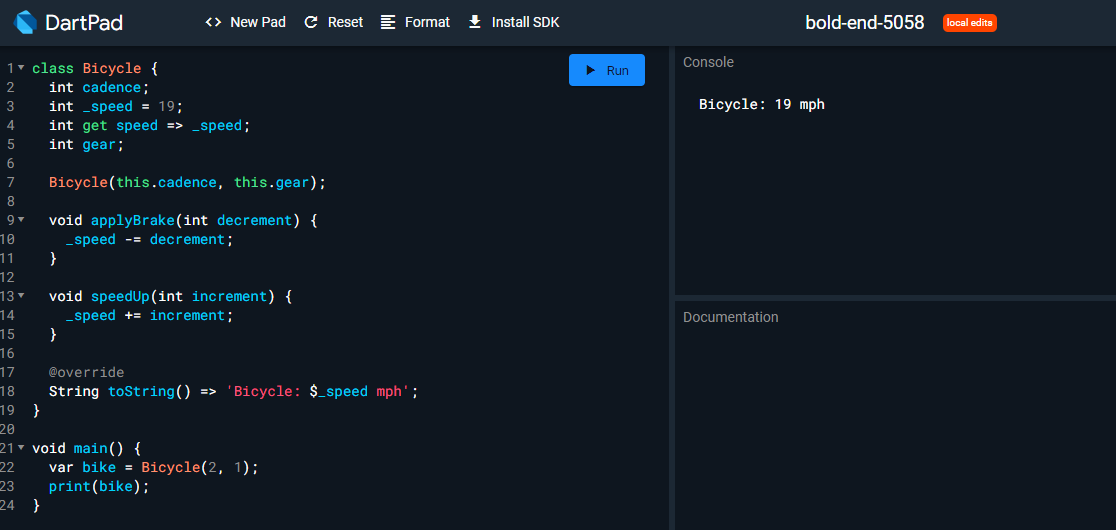 DartPad
<> New Pad
Reset
Format
Install SDK
bold-end-5058
local edits
Run
1 class Bicycle {
2   int cadence;
3   int _speed = 19;
4   int get speed => _speed;
5   int gear;
6
7   Bicycle(this.cadence, this.gear);
8
9   void applyBrake(int decrement) {
10     _speed -= decrement;
11   }
12
13   void speedUp(int increment) {
14     _speed += increment;
15   }
16
17   @override
18   String toString() => 'Bicycle: $_speed mph';
19 }
20
21 void main() {
22   var bike = Bicycle(2, 1);
23   print(bike);
24 }
Console
Bicycle: 19 mph
Documentation